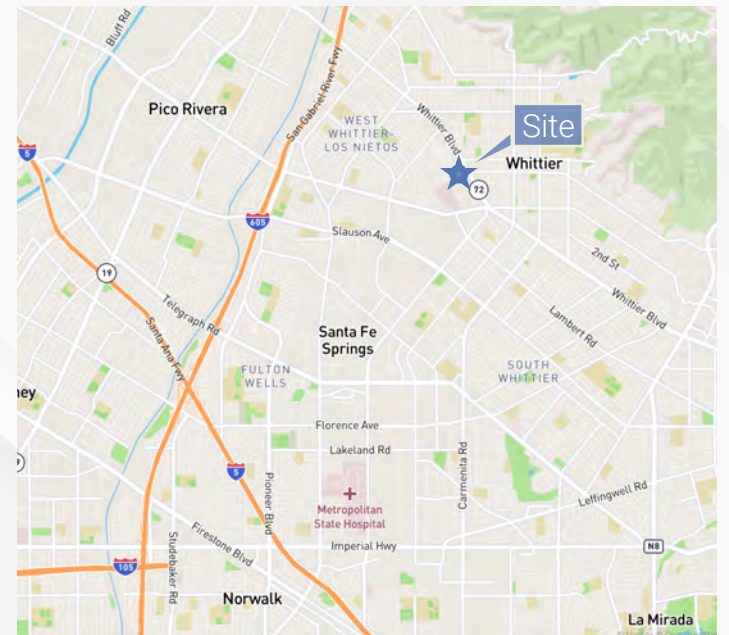 Bluff Rd
Pico Rivera
San Gabriel River Fwy
WEST
WHITTIER-
LOS NIETOS
Whittier Blvd
Site
Whittier
5
72
605
Slauson Ave
2nd St
19
Telegraph Rd
Santa Ana Fwy
Whittier Blvd
Lambert Rd
Santa Fe
Springs
FULTON
WELLS
SOUTH
WHITTIER
ney
Florence Ave
Lakeland Rd
Carmenita Rd
5
Pioneer Blvd
Leffingwell Rd
Metropolitan
State Hospital
Firestone Blvd
Studebaker Rd
Imperial Hwy
N8
105
Norwalk
La Mirada